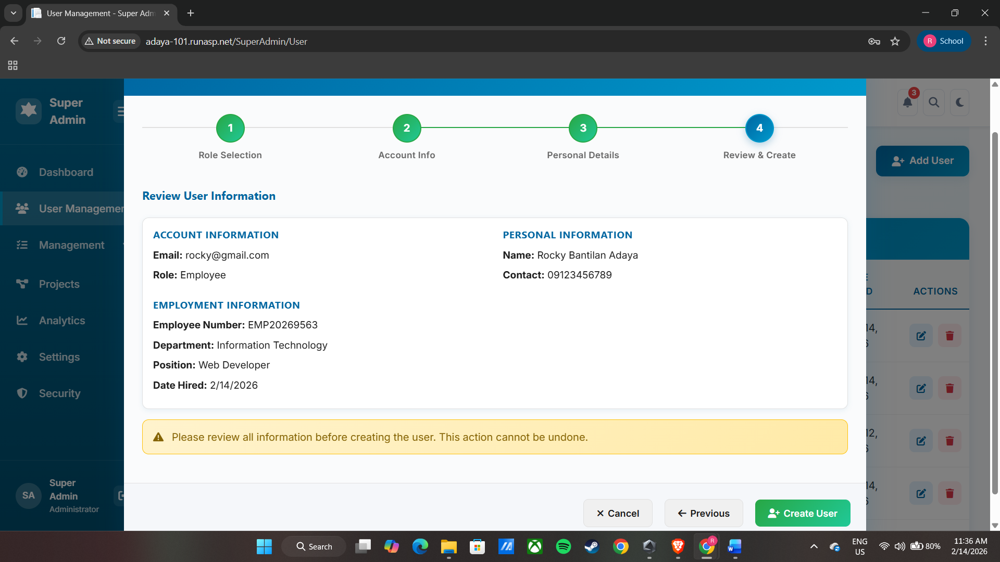 User Management - Super Adm
Not secure
adaya-101.runasp.net/SuperAdmin/User
R School
Super
Admin
Dashboard
User Managemen
Management
Projects
Analytics
Settings
Security
SA
Super
Admin
Administrator
1
2
3
4
Role Selection
Account Info
Personal Details
Review & Create
Review User Information
ACCOUNT INFORMATION
Email: rocky@gmail.com
Role: Employee
PERSONAL INFORMATION
Name: Rocky Bantilan Adaya
Contact: 09123456789
EMPLOYMENT INFORMATION
Employee Number: EMP20269563
Department: Information Technology
Position: Web Developer
Date Hired: 2/14/2026
Please review all information before creating the user. This action cannot be undone.
Cancel
Previous
Create User
3
Add User
D
ACTIONS
14,
6
14,
6
12,
6
14,
6
Search
R
ENG
US
80%
11:36 AM
2/14/2026